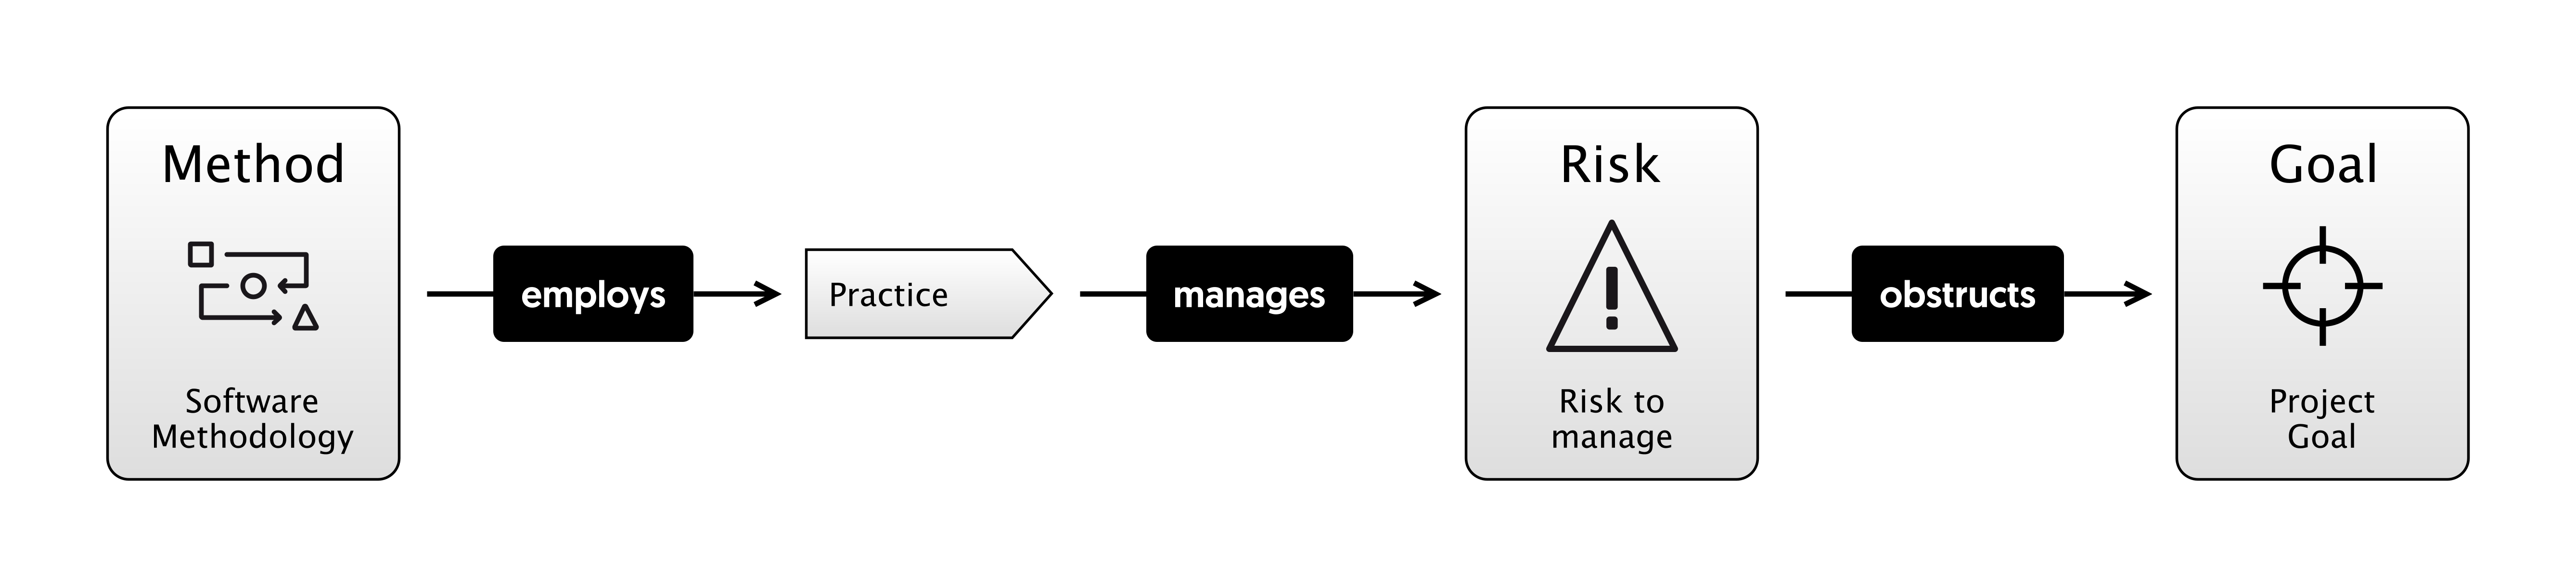 Method
Software
Methodology
employs
Practice
manages
Risk
Risk to
manage
obstructs
Goal
Project
Goal